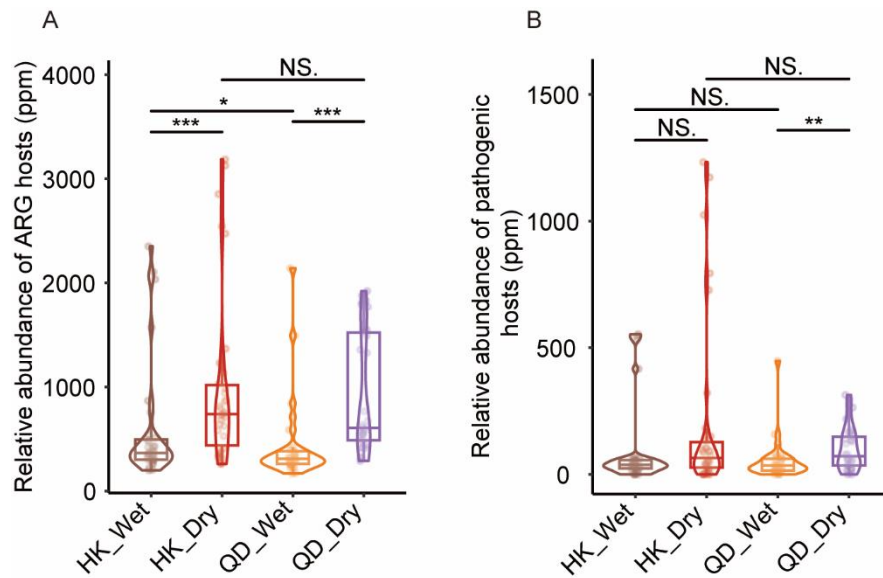 A
Relative abundance of ARG hosts (ppm)
4000
3000
2000
1000
0
NS.
*
***
***
HK_Wet
HK_Dry
QD_Wet
QD_Dry
B
Relative abundance of pathogenic
hosts (ppm)
1500
1000
500
0
NS.
NS.
NS.
**
HK_Wet
HK_Dry
QD_Wet
QD_Dry